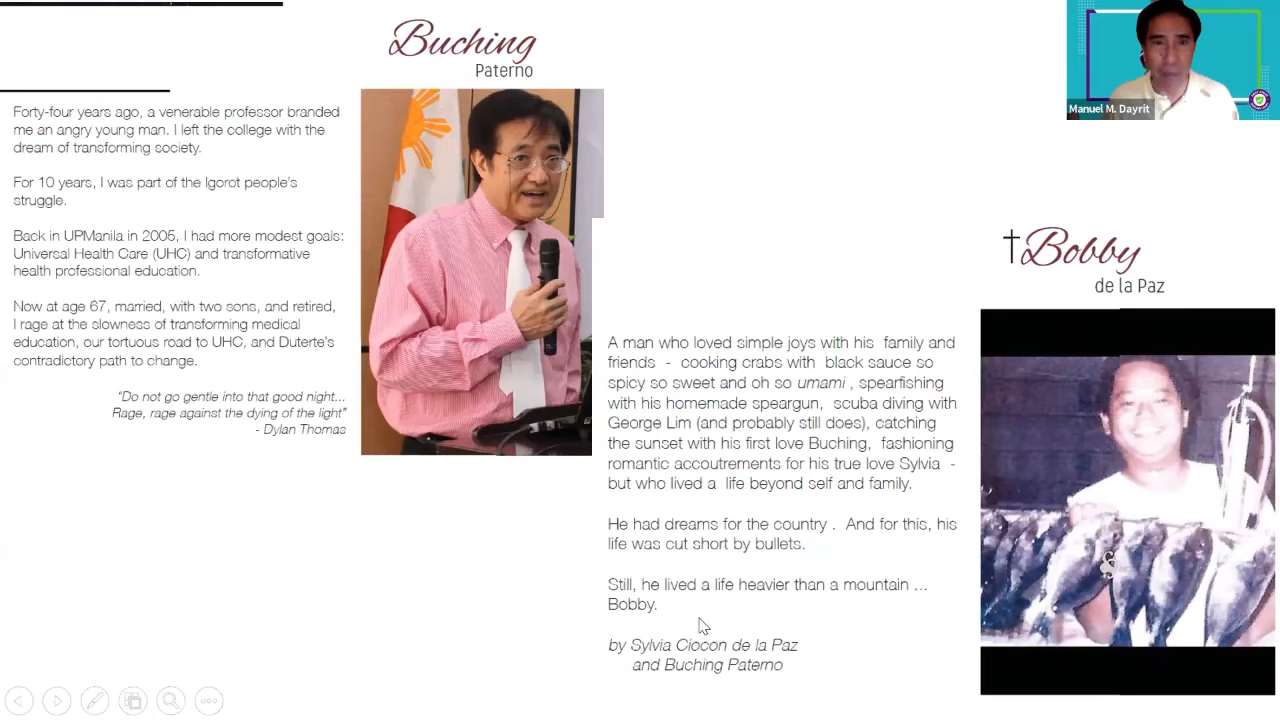 Buching
Paterno
Forty-four years ago, a venerable professor branded
me an angry young man. I left the college with the
dream of transforming society.
For 10 years, I was part of the Igorot people's
struggle.
Back in UPManila in 2005, I had more modest goals:
Universal Health Care (UHC) and transformative
health professional education.
Now at age 67, married, with two sons, and retired,
I rage at the slowness of transforming medical
education, our tortuous road to UHC, and Duterte's
contradictory path to change.
"Do not go gentle into that good night...
Rage, rage against the dying of the light"
- Dylan Thomas
Manuel M. Dayrit
†Bobby
de la Paz
A man who loved simple joys with his family and
friends - cooking crabs with black sauce so
spicy so sweet and oh so umami , spearfishing
with his homemade speargun, scuba diving with
George Lim (and probably still does), catching
the sunset with his first love Buching, fashioning
romantic accoutrements for his true love Sylvia -
but who lived a life beyond self and family.
He had dreams for the country . And for this, his
life was cut short by bullets.
Still, he lived a life heavier than a mountain ...
Bobby.
by Sylvia Ciocon de la Paz
and Buching Paterno
&